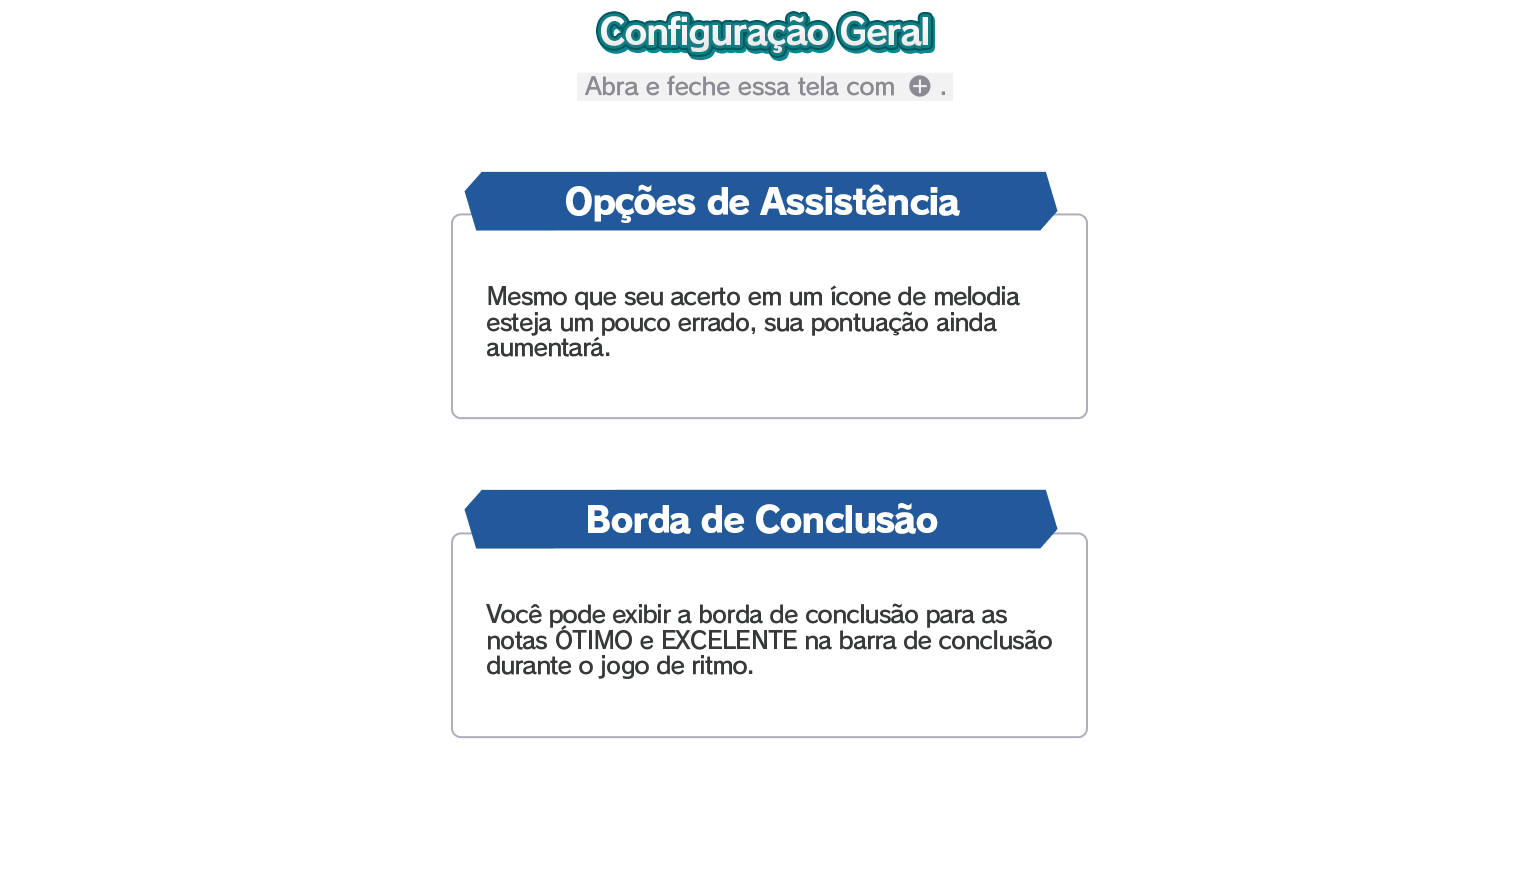 Configuração Geral
Abra e feche essa tela com ⊕ .
Opções de Assistência
Mesmo que seu acerto em um ícone de melodia
esteja um pouco errado, sua pontuação ainda
aumentará.
Borda de Conclusão
Você pode exibir a borda de conclusão para as
notas ÓTIMO e EXCELENTE na barra de conclusão
durante o jogo de ritmo.